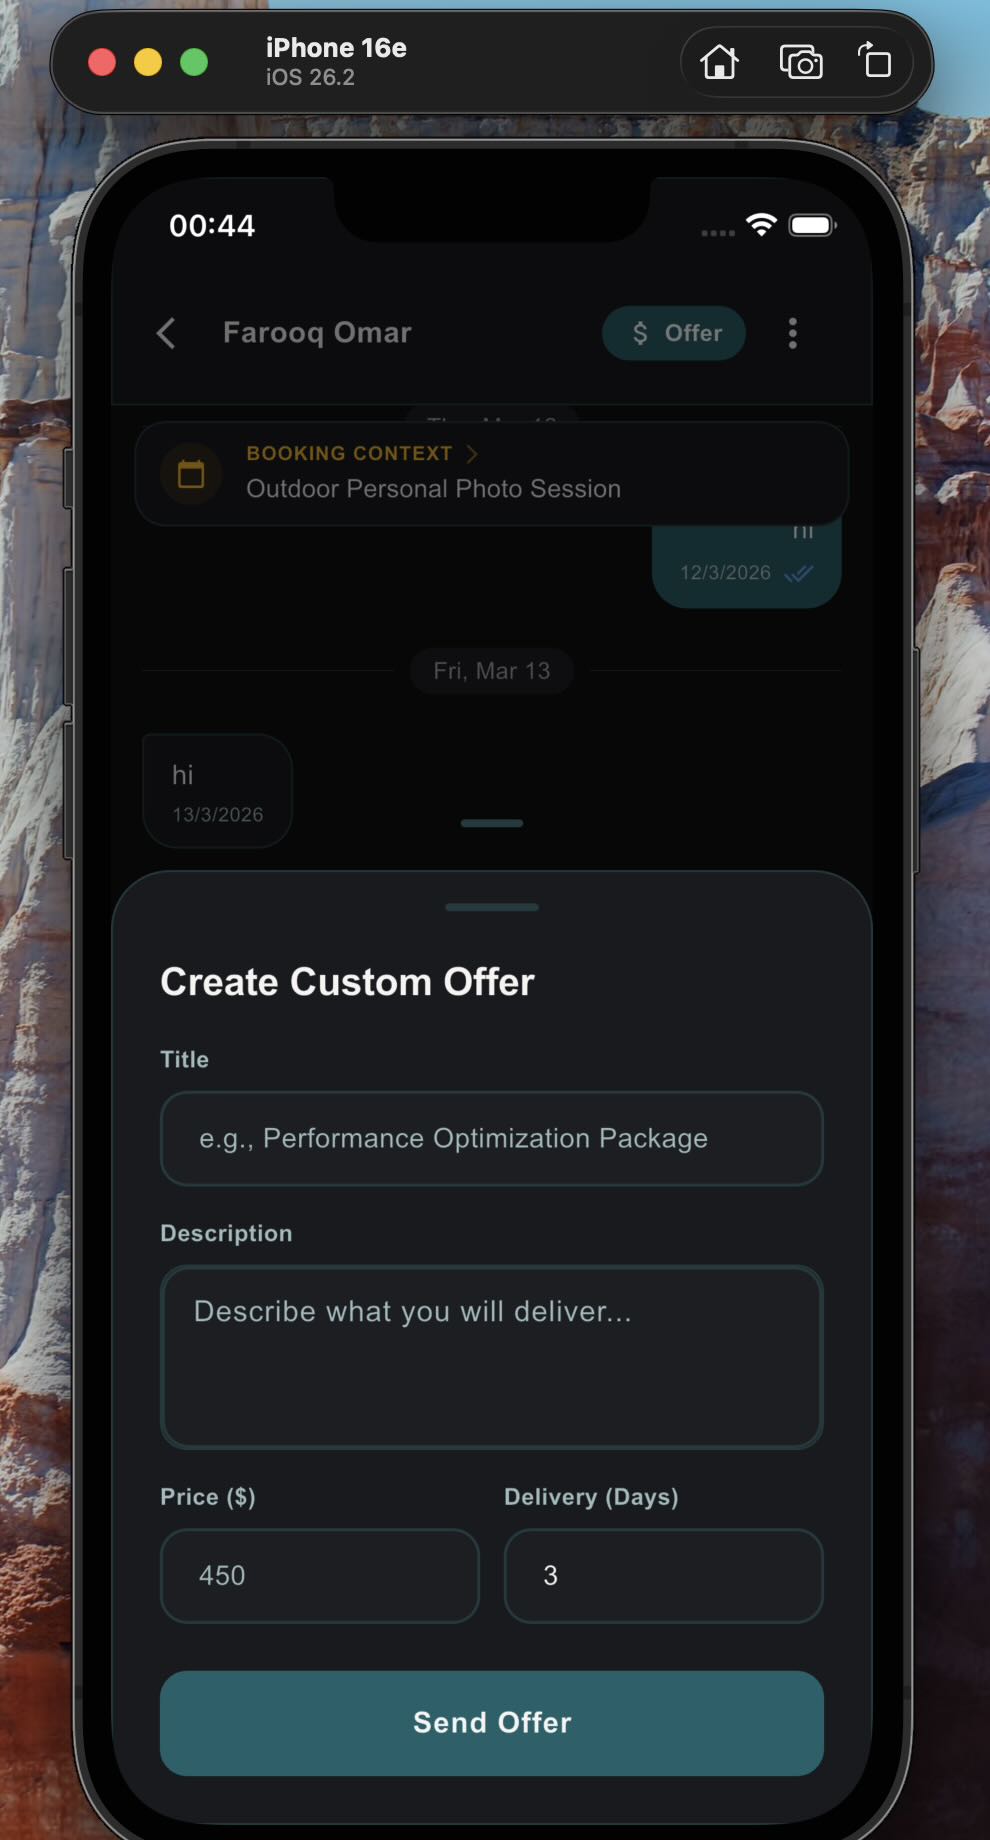 iPhone 16e
iOS 26.2
00:44
Farooq Omar
$ Offer
BOOKING CONTEXT
Outdoor Personal Photo Session
hi
12/3/2026
Fri, Mar 13
hi
13/3/2026
Create Custom Offer
Title
e.g., Performance Optimization Package
Description
Describe what you will deliver...
Price ($)
Delivery (Days)
450
3
Send Offer